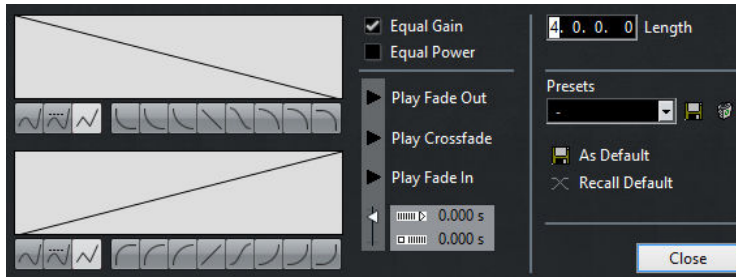 Equal Gain
Equal Power
Play Fade Out
Play Crossfade
Play Fade In
0.000 s
0.000 s
4. 0. 0. 0 Length
Presets
-
As Default
Recall Default
Close